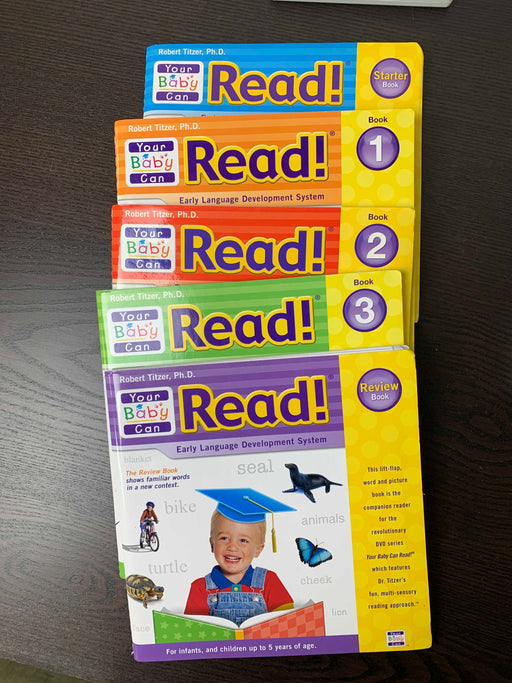 Robert Titzer, Ph.D.
Your
Baby
Can
Read!®
Starter
Book
Robert Titzer, Ph.D.
Your
Baby
Can
Read!®
Early Language Development System
Book
1
Robert Titzer, Ph.D.
Your
Baby
Can
Read!®
Book
2
Robert Titzer, Ph.D.
Your
Baby
Can
Read!®
Book
3
Robert Titzer, Ph.D.
Your
Baby
Can
Read!®
Early Language Development System
Review
Book
blanket
The Review Book
shows familiar words
in a new context.
seal
bike
animals
turtle
cheek
lion
face
This lift-flap,
word and picture
book is the
companion reader
for the
revolutionary
DVD series
Your Baby Can Read!®
which features
Dr. Titzer's
fun, multi-sensory
reading approach.™
For infants, and children up to 5 years of age.
Your
Baby
Can